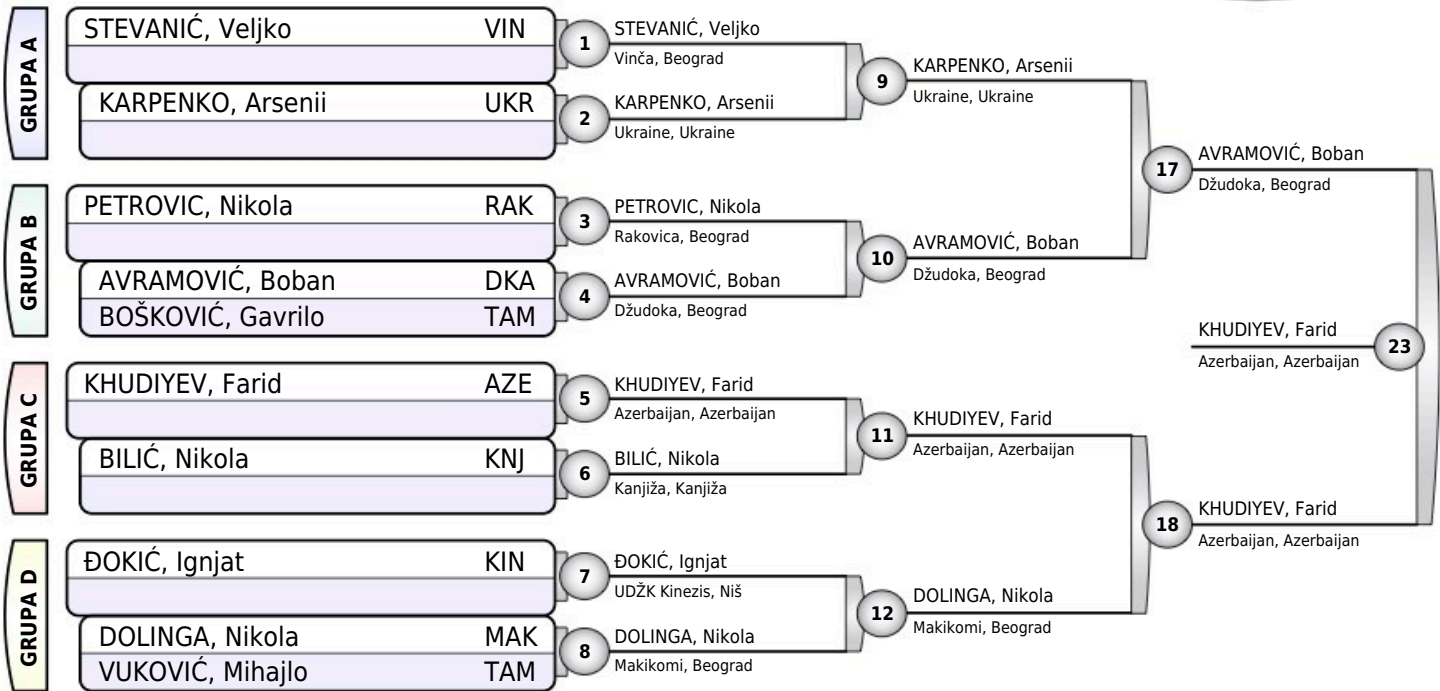 GRUPA A
STEVANIĆ, Veljko VIN
KARPENKO, Arsenii UKR
1
STEVANIĆ, Veljko
Vinča, Beograd
2
KARPENKO, Arsenii
Ukraine, Ukraine
9
KARPENKO, Arsenii
Ukraine, Ukraine
GRUPA B
PETROVIC, Nikola RAK
AVRAMOVIĆ, Boban DKA
BOŠKOVIĆ, Gavrilo TAM
3
PETROVIC, Nikola
Rakovica, Beograd
4
AVRAMOVIĆ, Boban
Džudoka, Beograd
10
AVRAMOVIĆ, Boban
Džudoka, Beograd
17
AVRAMOVIĆ, Boban
Džudoka, Beograd
GRUPA C
KHUDIYEV, Farid AZE
BILIĆ, Nikola KNJ
5
KHUDIYEV, Farid
Azerbaijan, Azerbaijan
6
BILIĆ, Nikola
Kanjiža, Kanjiža
11
KHUDIYEV, Farid
Azerbaijan, Azerbaijan
GRUPA D
ĐOKIĆ, Ignjat KIN
DOLINGA, Nikola MAK
VUKOVIĆ, Mihajlo TAM
7
ĐOKIĆ, Ignjat
UDŽK Kinezis, Niš
8
DOLINGA, Nikola
Makikomi, Beograd
12
DOLINGA, Nikola
Makikomi, Beograd
18
KHUDIYEV, Farid
Azerbaijan, Azerbaijan
KHUDIYEV, Farid
Azerbaijan, Azerbaijan
23